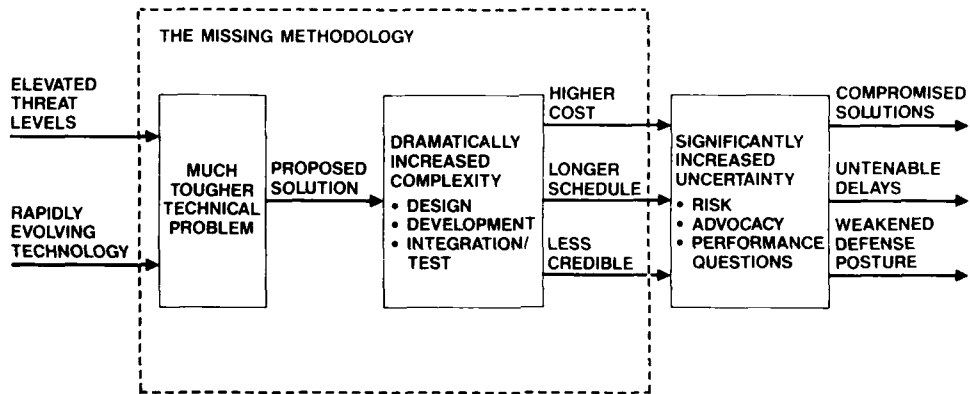 THE MISSING METHODOLOGY
ELEVATED
THREAT
LEVELS
RAPIDLY
EVOLVING
TECHNOLOGY
MUCH
TOUGHER
TECHNICAL
PROBLEM
PROPOSED
SOLUTION
DRAMATICALLY
INCREASED
COMPLEXITY
• DESIGN
• DEVELOPMENT
• INTEGRATION/
TEST
HIGHER
COST
LONGER
SCHEDULE
LESS
CREDIBLE
SIGNIFICANTLY
INCREASED
UNCERTAINTY
• RISK
• ADVOCACY
• PERFORMANCE
QUESTIONS
COMPROMISED
SOLUTIONS
UNTENABLE
DELAYS
WEAKENED
DEFENSE
POSTURE